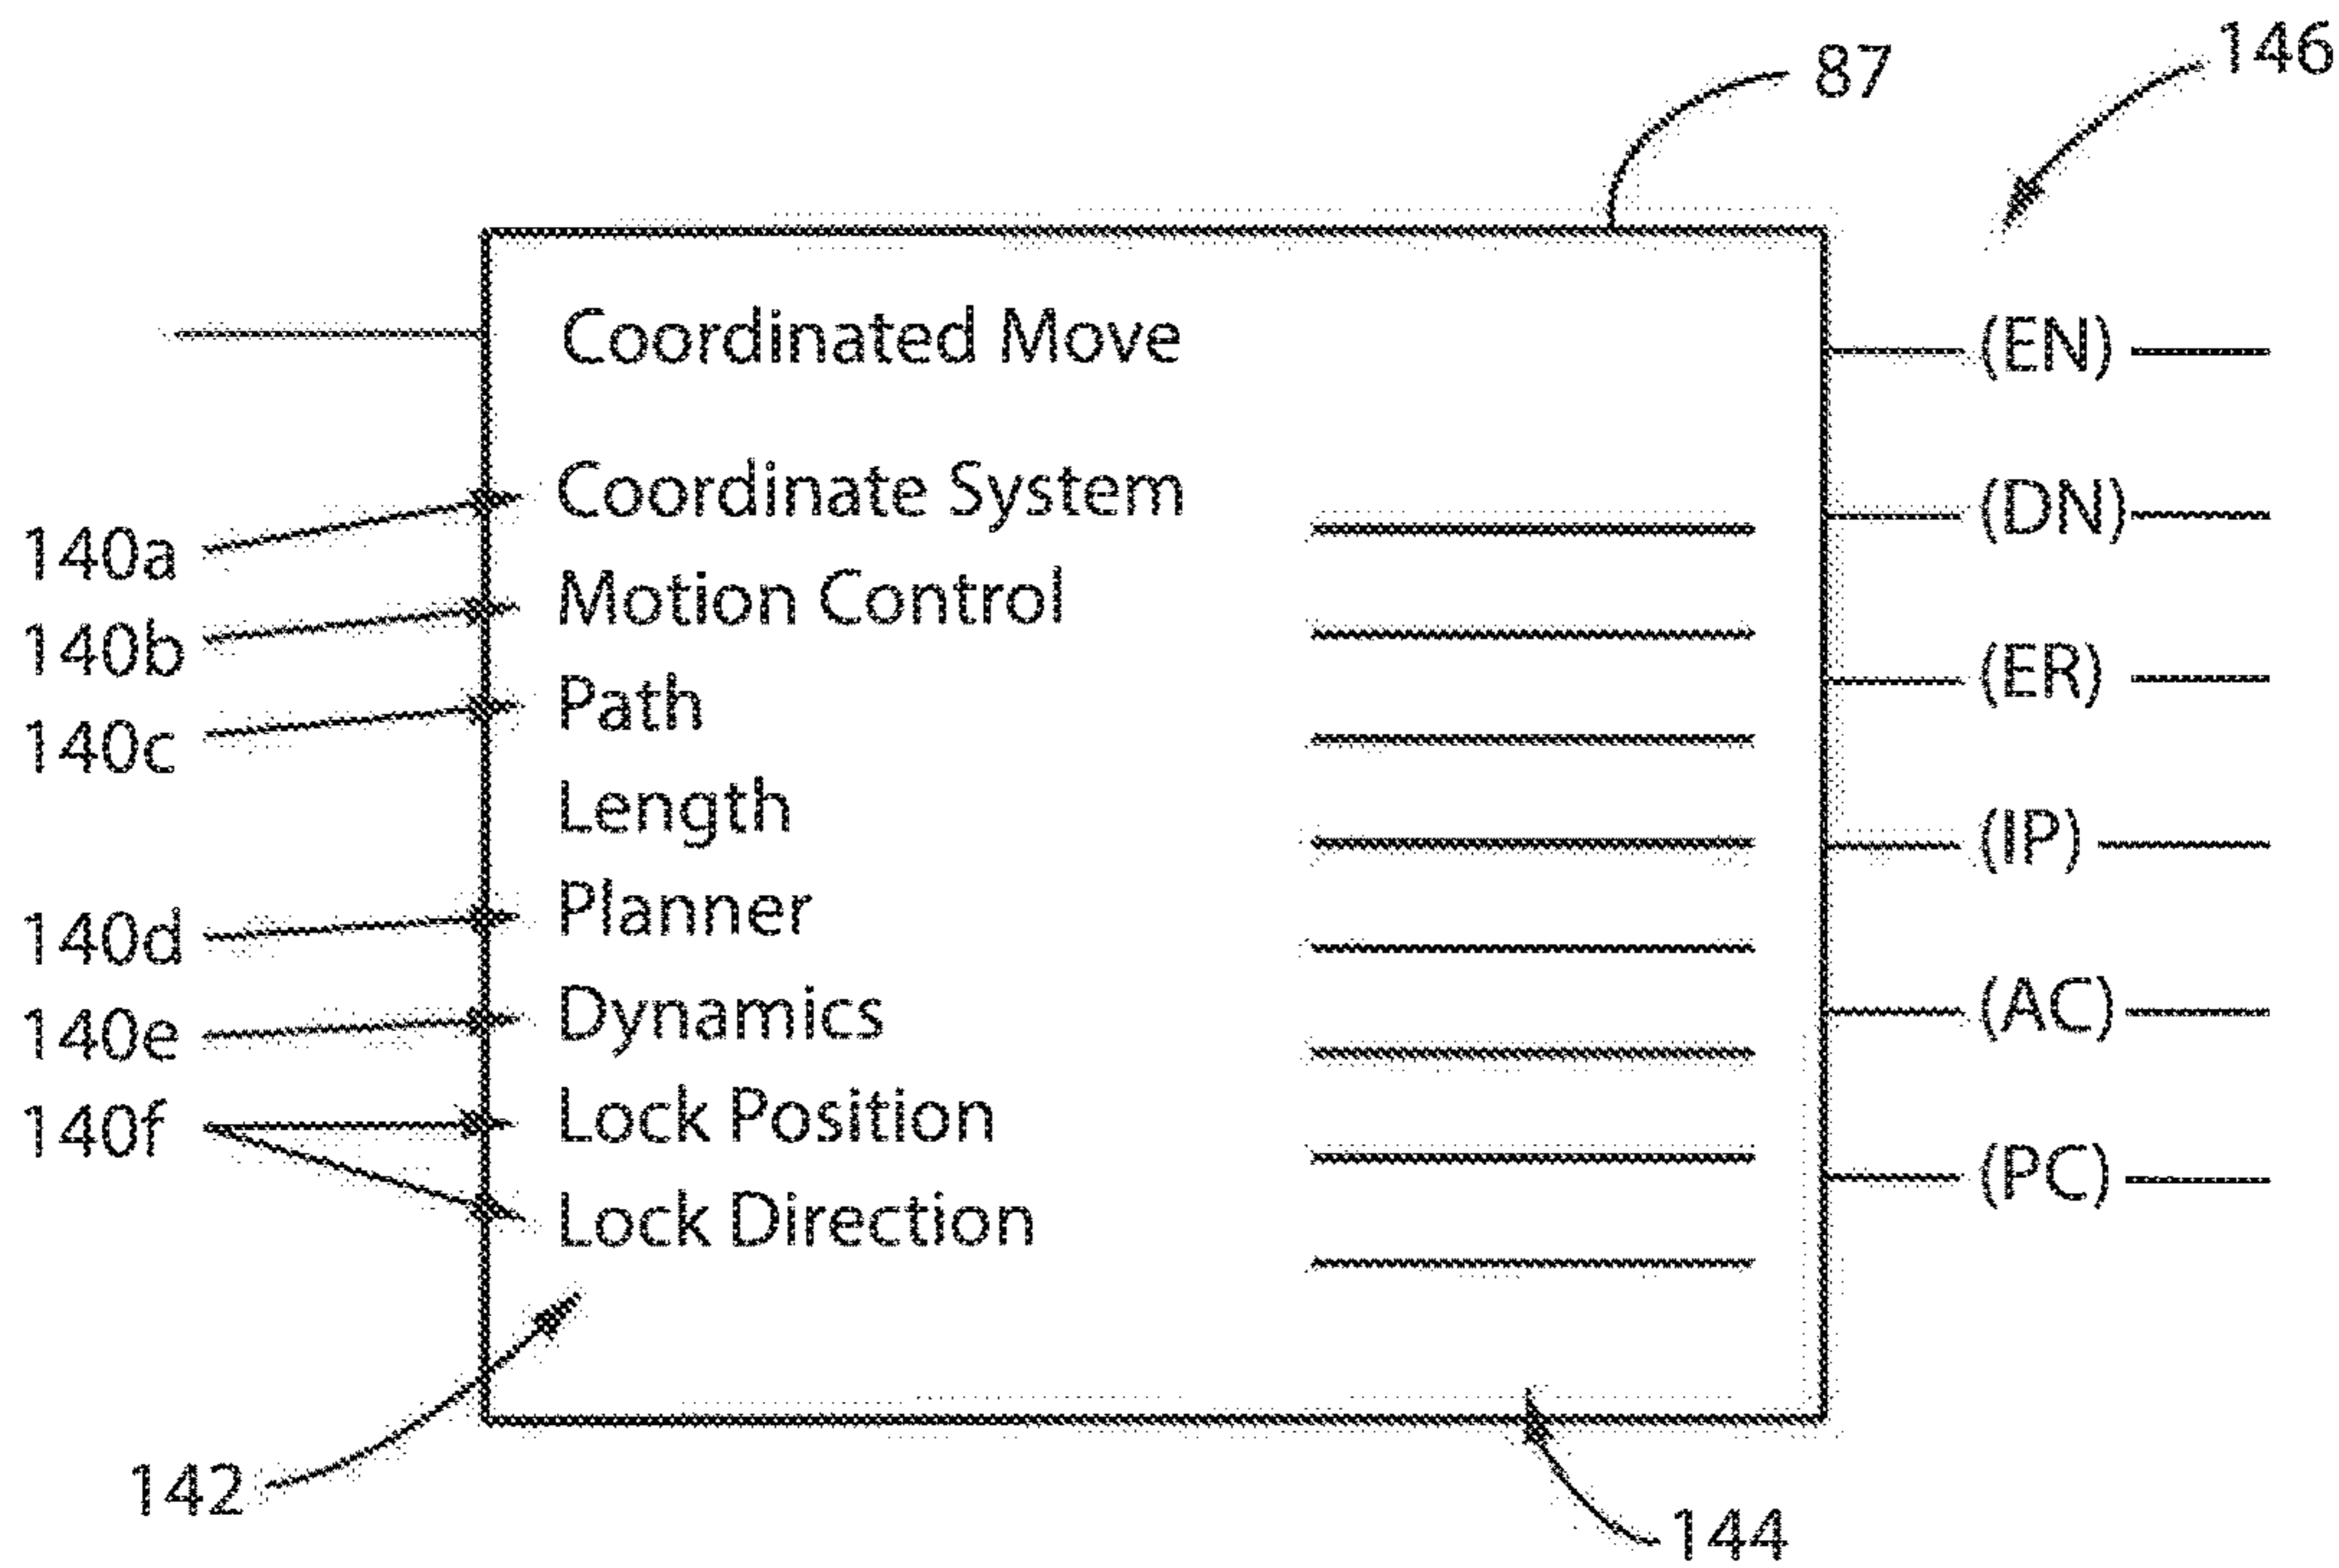 87
146
Coordinated Move
(EN)
140a Coordinate System
(DN)
140b Motion Control
(ER)
140c Path
Length
(IP)
140d Planner
140e Dynamics
(AC)
140f Lock Position
(PC)
Lock Direction
142
144